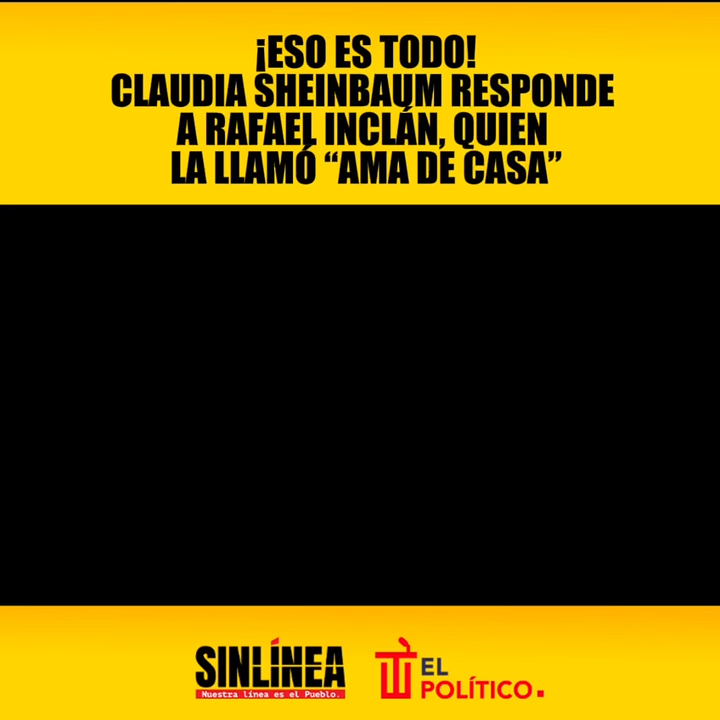 ¡ESO ES TODO!
CLAUDIA SHEINBAUM RESPONDE
A RAFAEL INCLÁN, QUIEN
LA LLAMÓ “AMA DE CASA”
SINLÍNEA
Nuestra línea es el Pueblo.
EL
POLÍTICO.